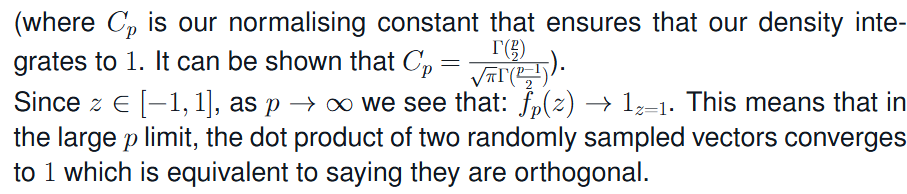 (where $C_p$ is our normalising constant that ensures that our density inte-
grates to 1. It can be shown that $C_p = \frac{\Gamma(\frac{p}{2})}{\sqrt{\pi}\Gamma(\frac{p-1}{2})}$).
Since $z \in [-1, 1]$, as $p \to \infty$ we see that: $f_p(z) \to 1_{z=1}$. This means that in
the large $p$ limit, the dot product of two randomly sampled vectors converges
to 1 which is equivalent to saying they are orthogonal.